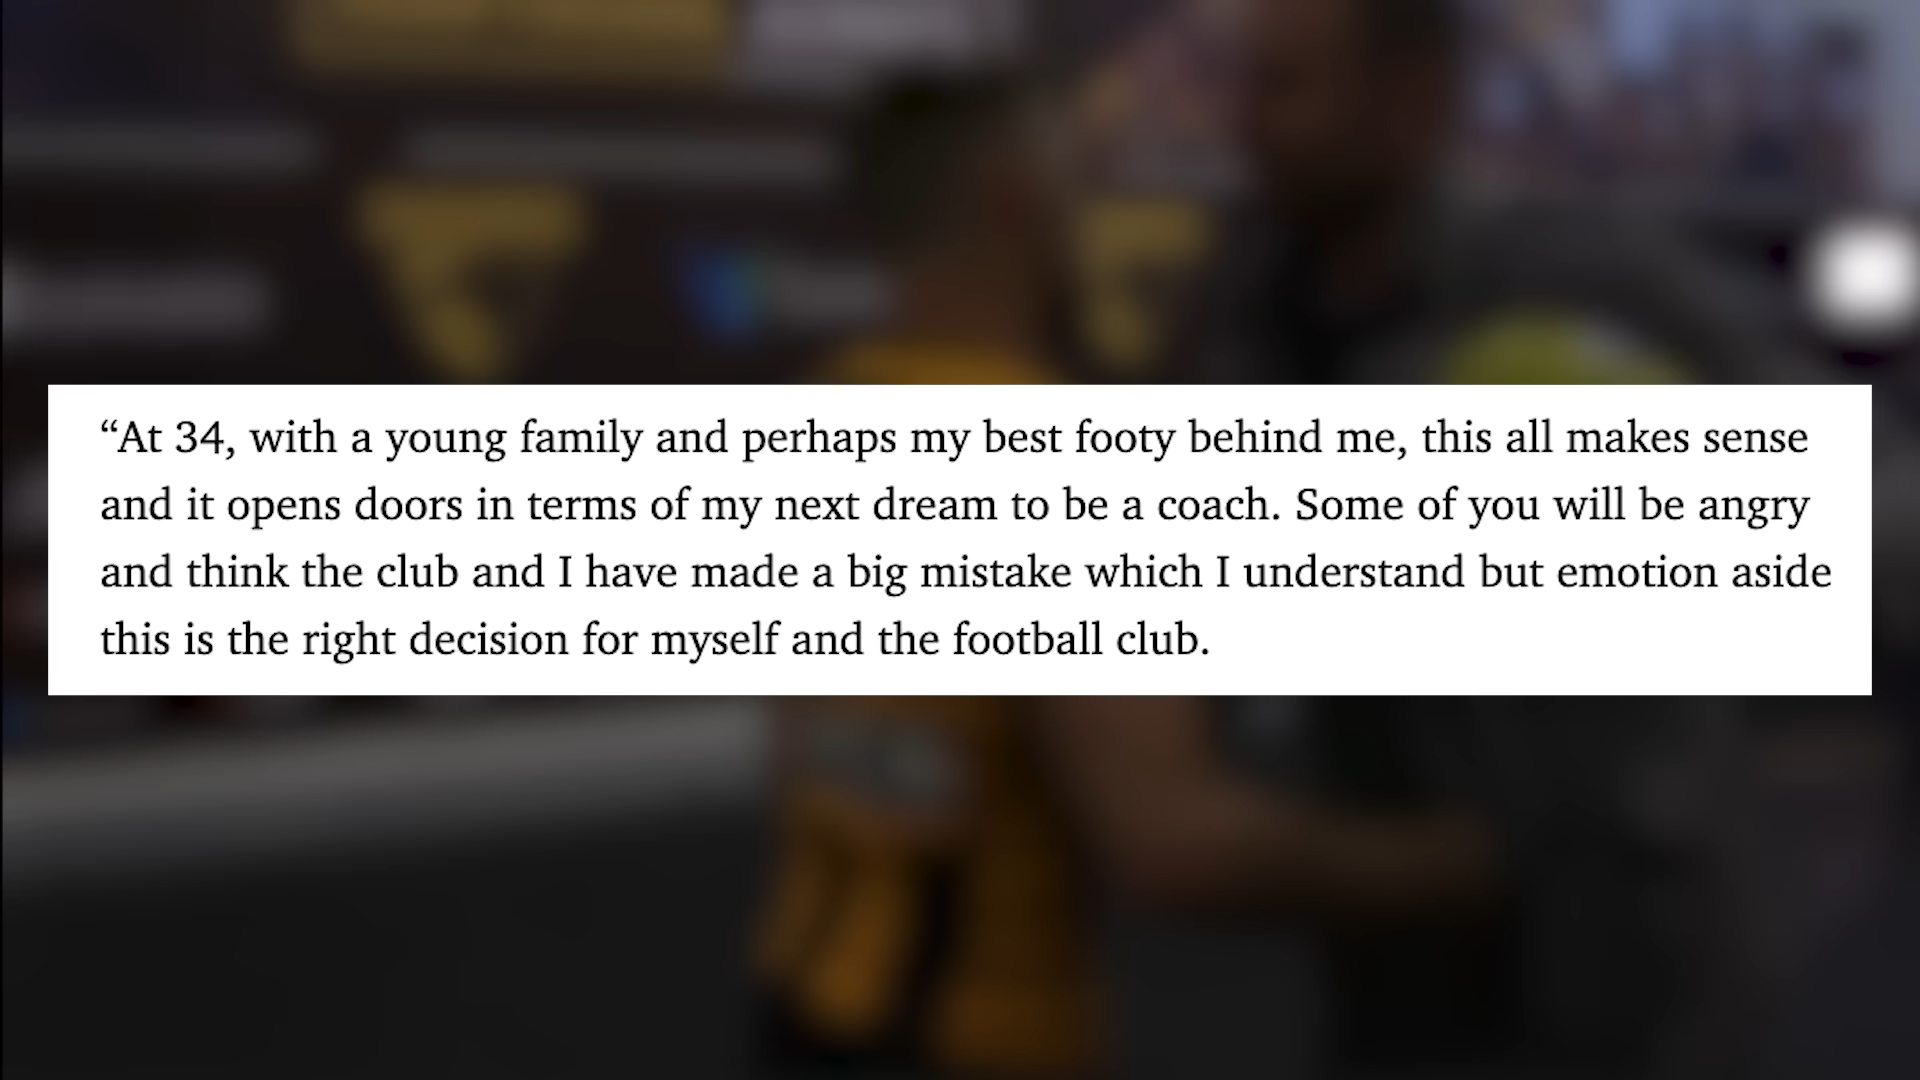 “At 34, with a young family and perhaps my best footy behind me, this all makes sense
and it opens doors in terms of my next dream to be a coach. Some of you will be angry
and think the club and I have made a big mistake which I understand but emotion aside
this is the right decision for myself and the football club.